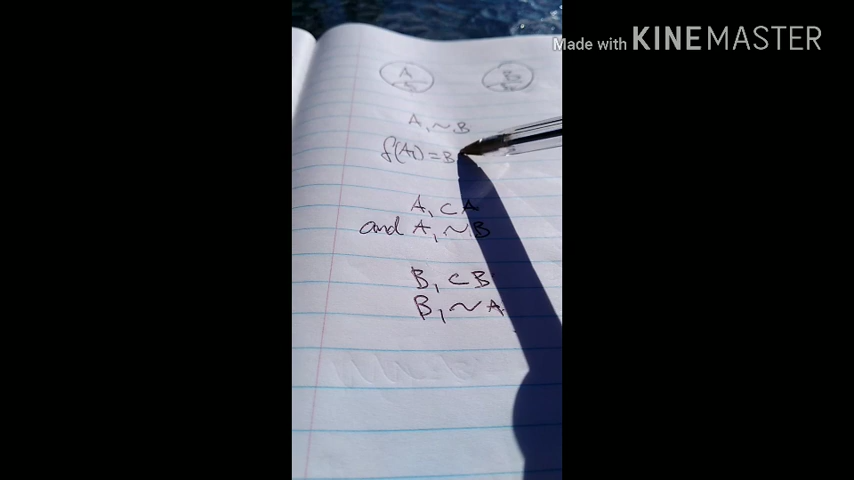 Made with KINEMASTER
A B
A₁ ~ B
f(A₁) = B
A₁ ⊂ A
and A₁ ~ B
B₁ ⊂ B
B₁ ~ A